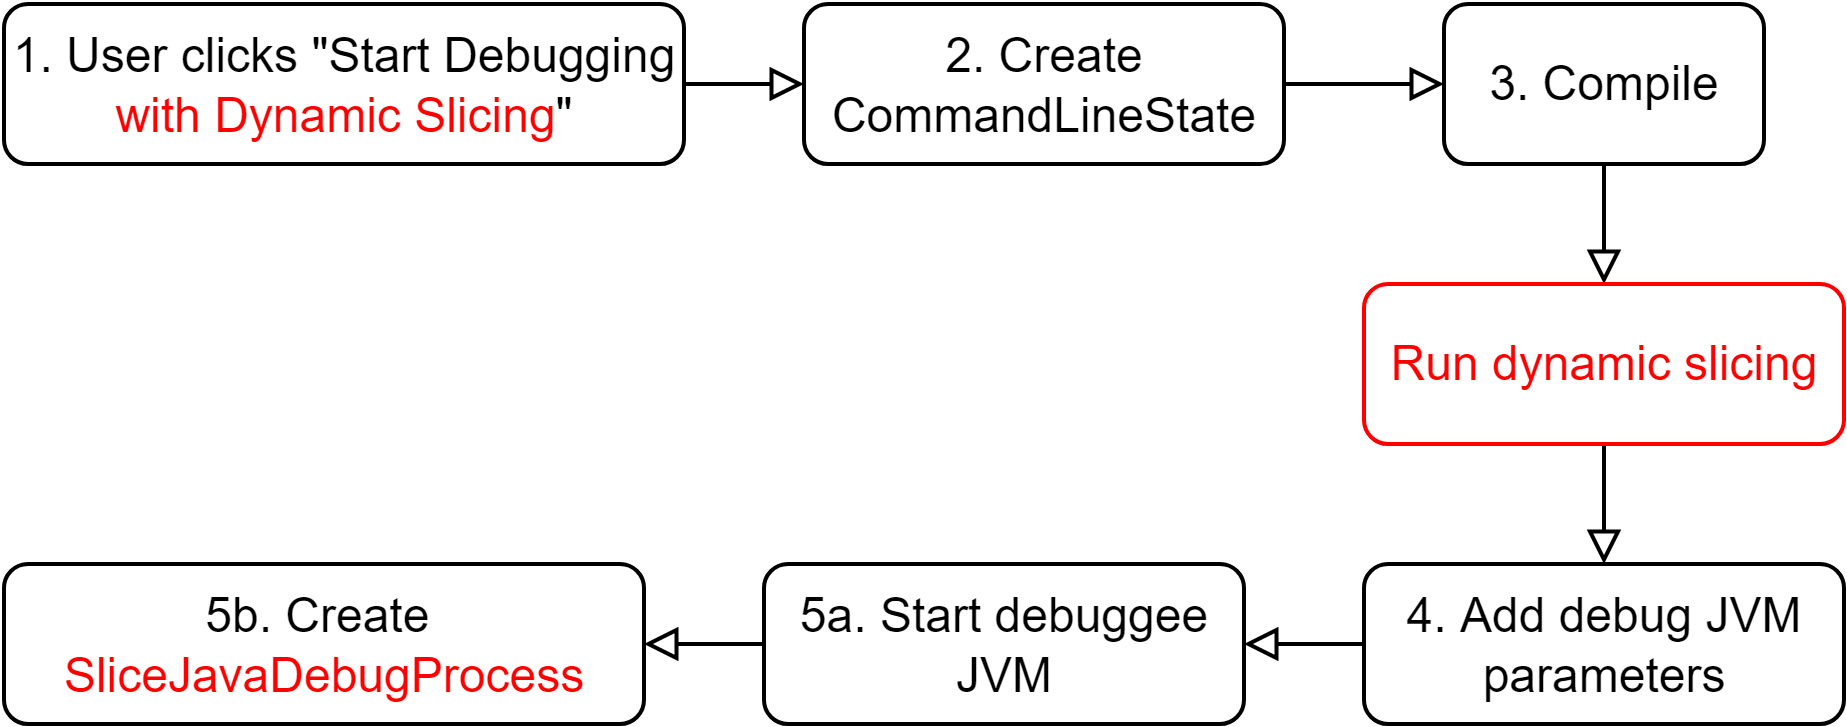 1. User clicks "Start Debugging
with Dynamic Slicing"
2. Create
CommandLineState
3. Compile
Run dynamic slicing
4. Add debug JVM
parameters
5a. Start debuggee
JVM
5b. Create
SliceJavaDebugProcess